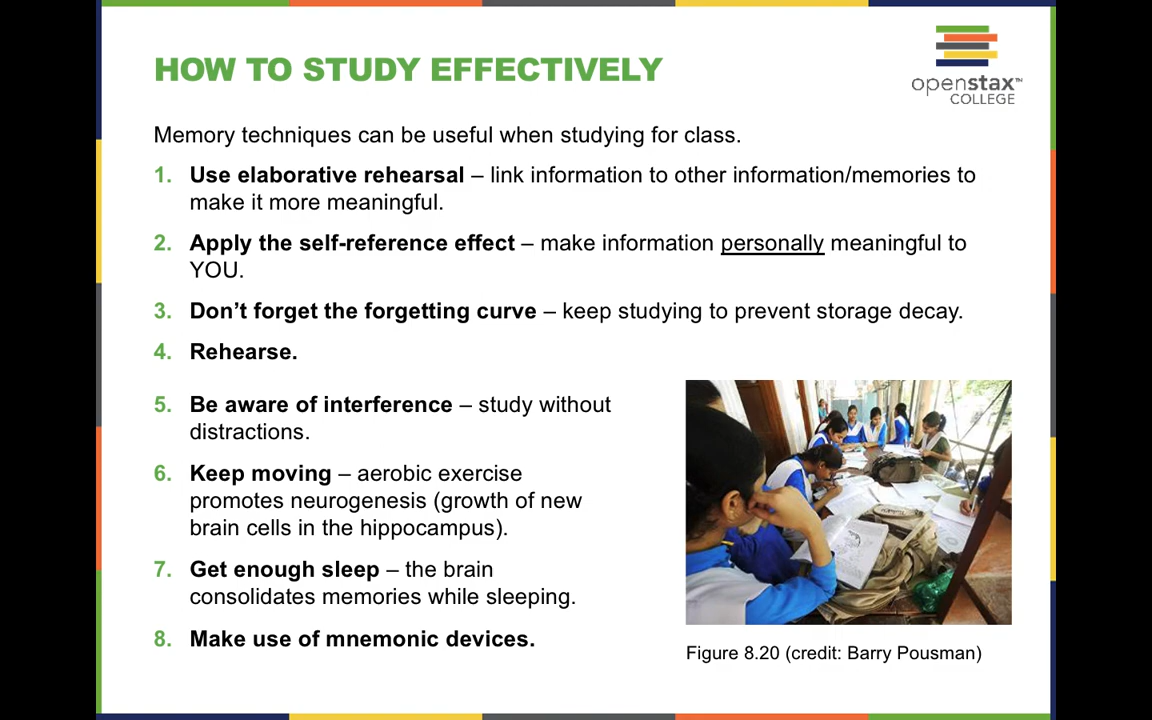 HOW TO STUDY EFFECTIVELY
openstax™
COLLEGE
Memory techniques can be useful when studying for class.
1. Use elaborative rehearsal – link information to other information/memories to
make it more meaningful.
2. Apply the self-reference effect – make information personally meaningful to
YOU.
3. Don’t forget the forgetting curve – keep studying to prevent storage decay.
4. Rehearse.
5. Be aware of interference – study without
distractions.
6. Keep moving – aerobic exercise
promotes neurogenesis (growth of new
brain cells in the hippocampus).
7. Get enough sleep – the brain
consolidates memories while sleeping.
8. Make use of mnemonic devices.
Figure 8.20 (credit: Barry Pousman)